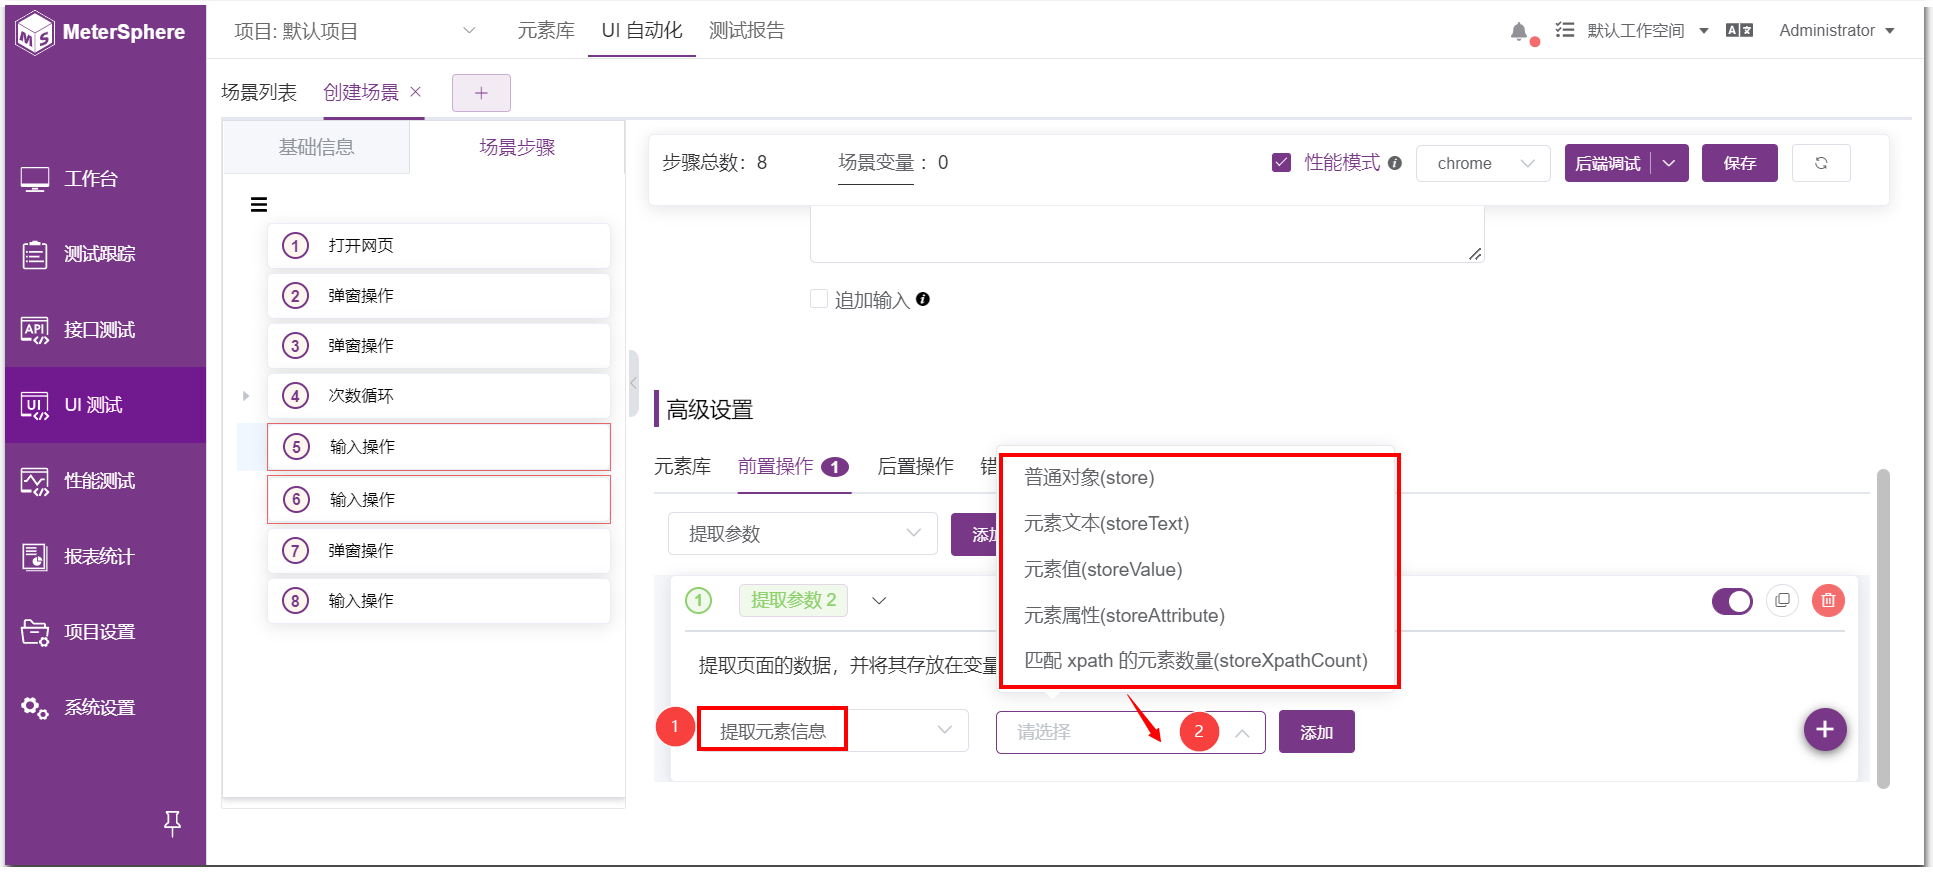 MeterSphere
项目: 默认项目
元素库
UI 自动化
测试报告
默认工作空间
Administrator
场景列表
创建场景
基础信息
场景步骤
工作台
测试跟踪
接口测试
UI 测试
性能测试
报表统计
项目设置
系统设置
1 打开网页
2 弹窗操作
3 弹窗操作
4 次数循环
5 输入操作
6 输入操作
7 弹窗操作
8 输入操作
步骤总数：8
场景变量：0
性能模式
chrome
后端调试
保存
追加输入
高级设置
元素库
前置操作 1
后置操作
错
提取参数
添加
普通对象(store)
元素文本(storeText)
元素值(storeValue)
元素属性(storeAttribute)
匹配 xpath 的元素数量(storeXpathCount)
1 提取参数 2
提取页面的数据，并将其存放在变量
1 提取元素信息
请选择 2
添加